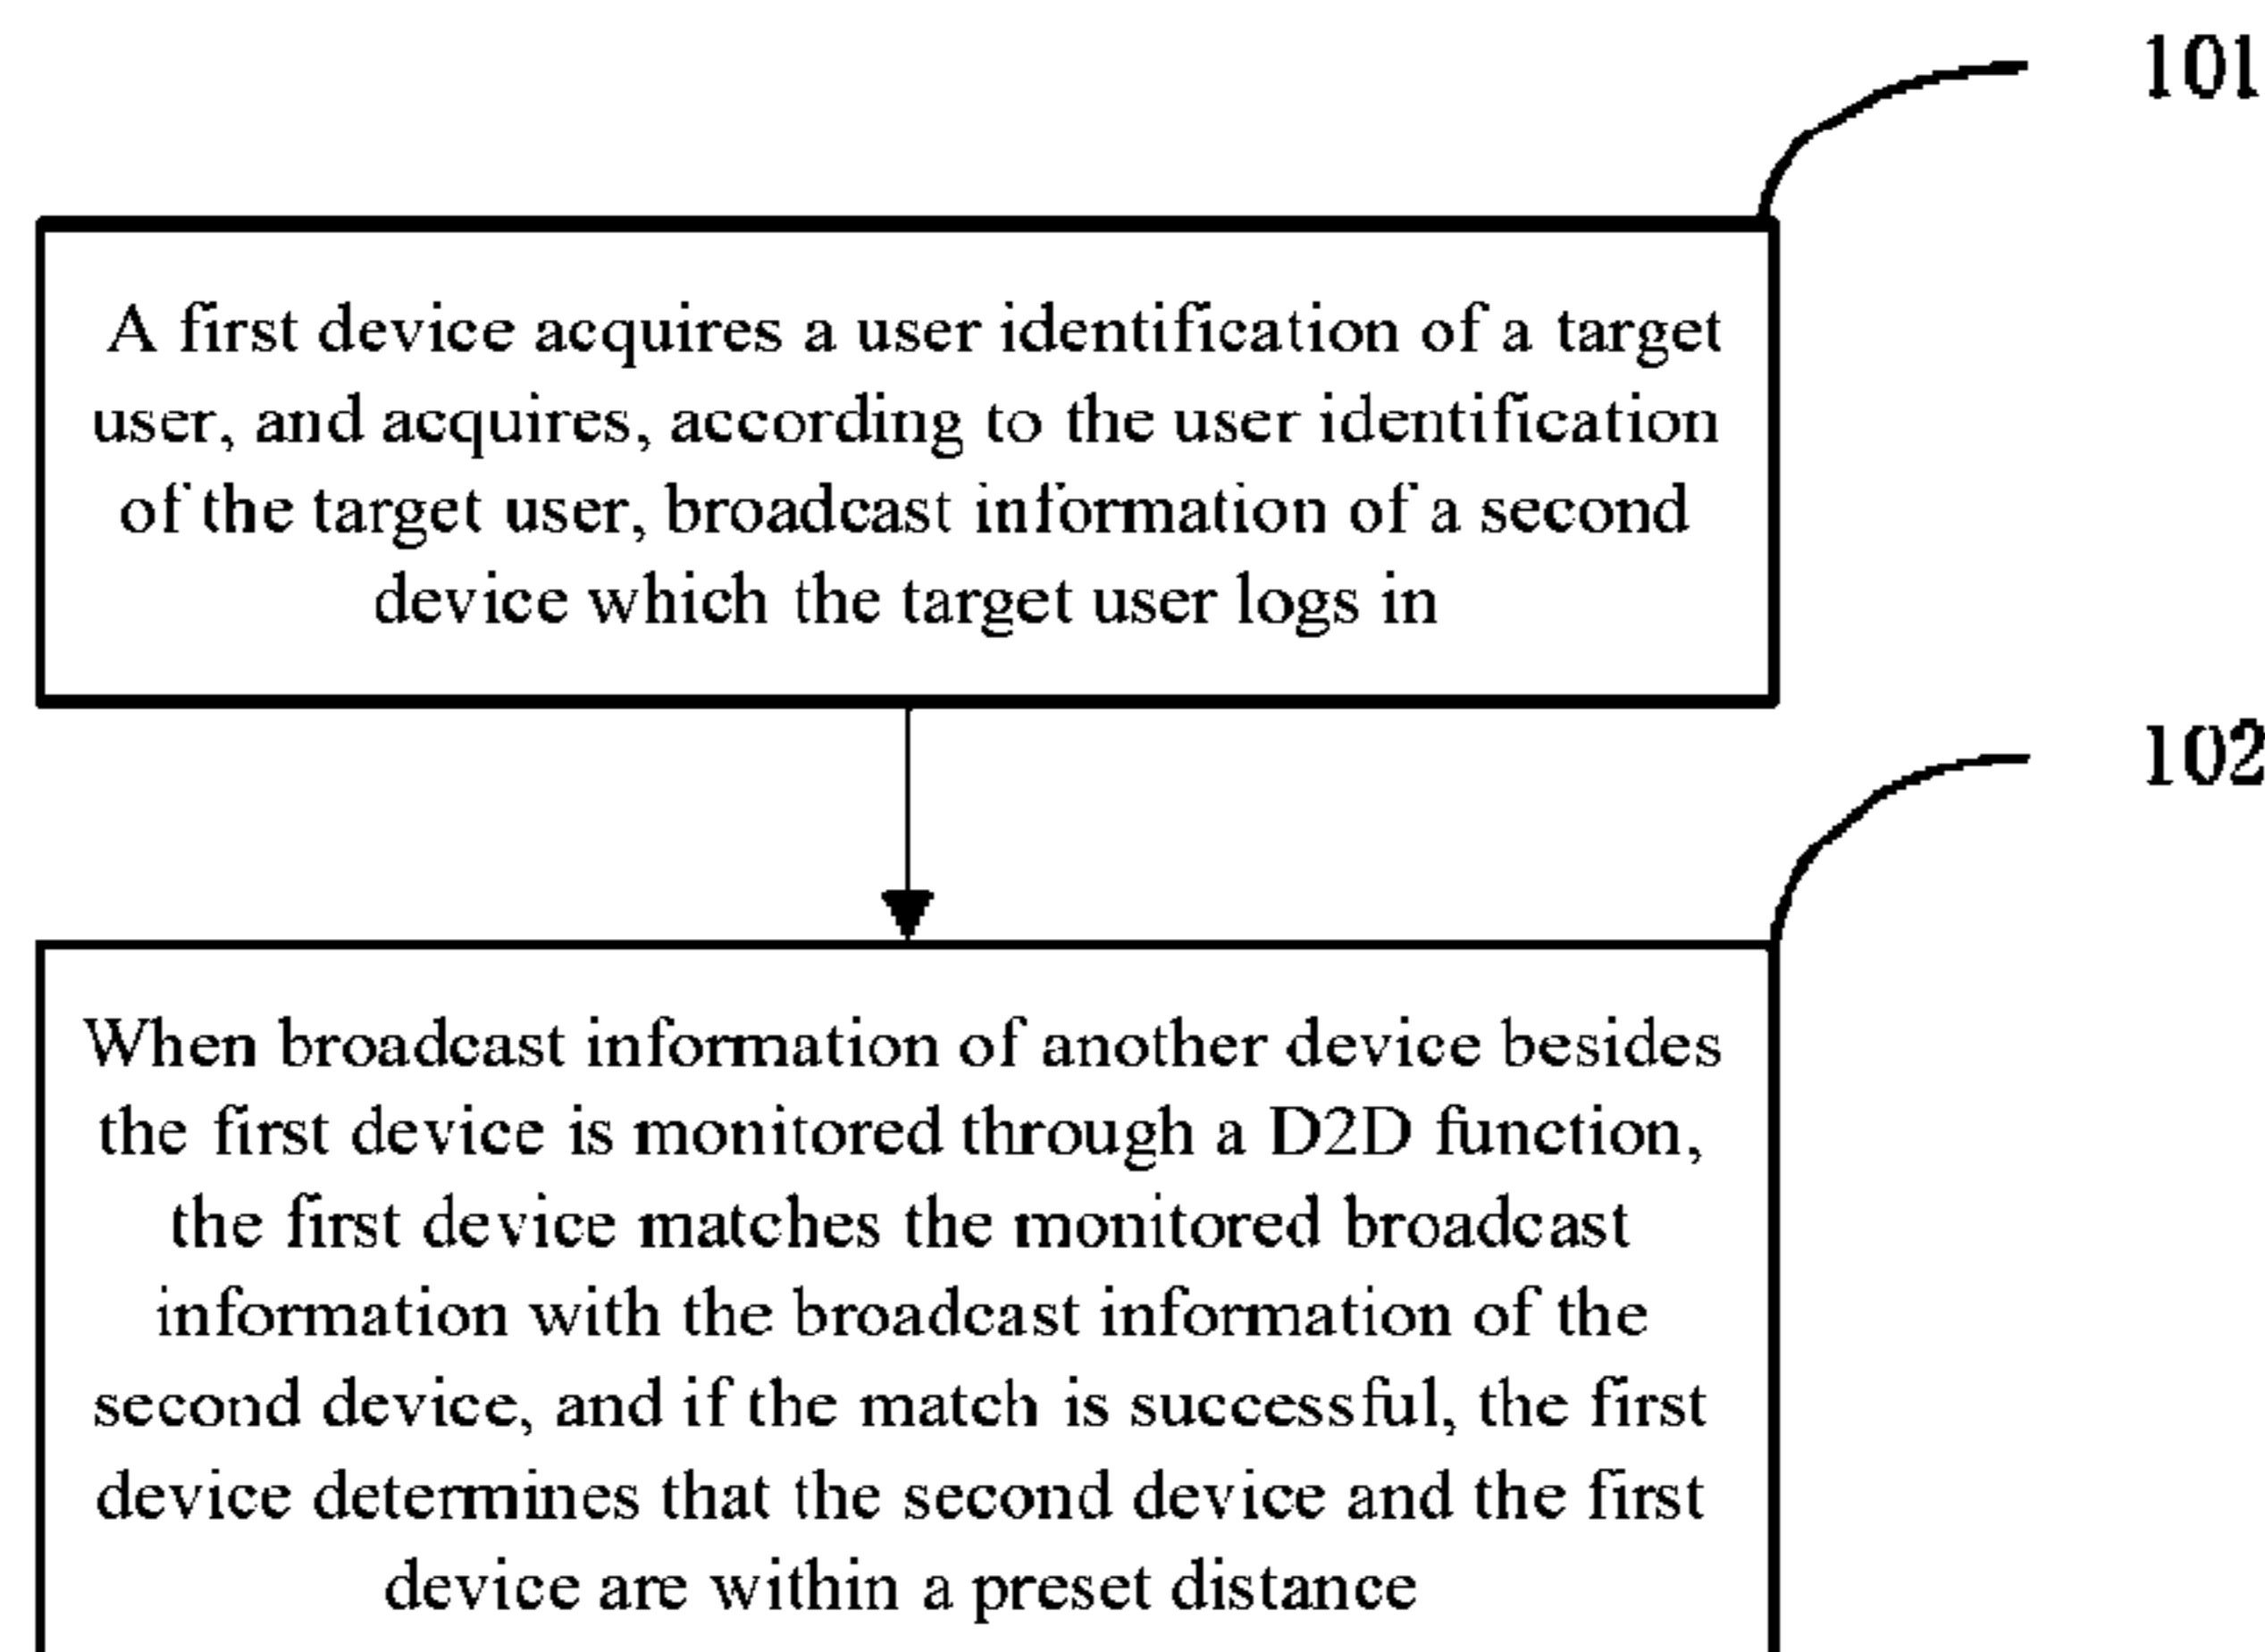 101
A first device acquires a user identification of a target
user, and acquires, according to the user identification
of the target user, broadcast information of a second
device which the target user logs in
102
When broadcast information of another device besides
the first device is monitored through a D2D function,
the first device matches the monitored broadcast
information with the broadcast information of the
second device, and if the match is successful, the first
device determines that the second device and the first
device are within a preset distance